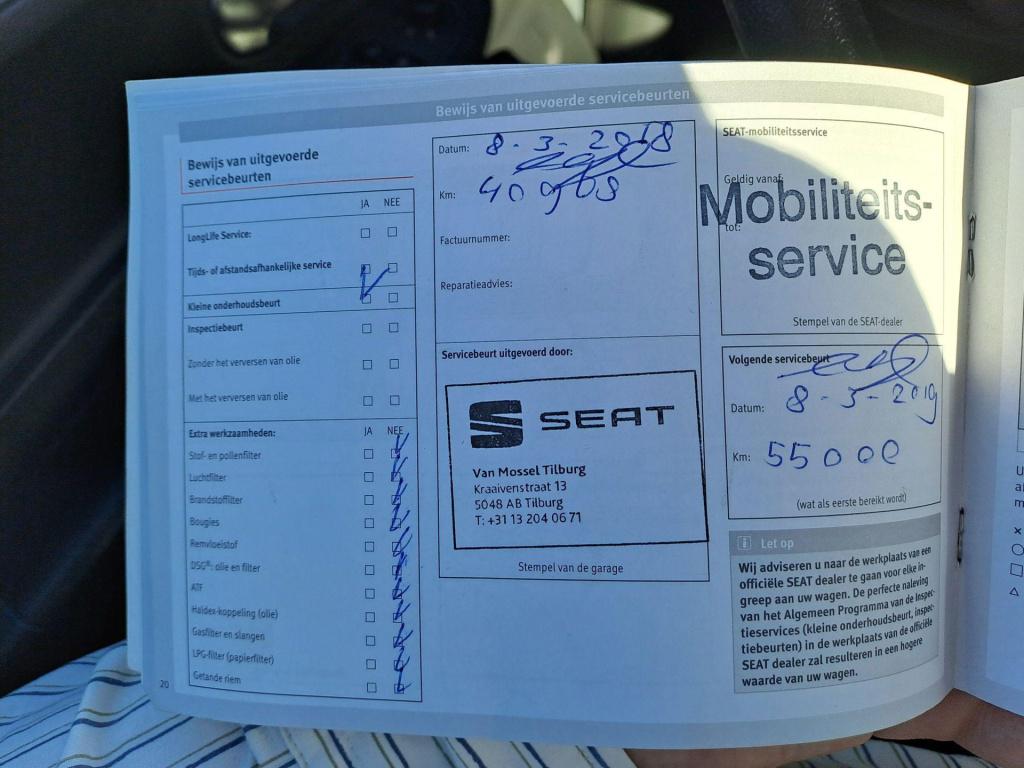 Bewijs van uitgevoerde servicebeurten
Bewijs van uitgevoerde
servicebeurten
JA NEE
LongLife Service:
Tijds- of afstandsafhankelijke service
Kleine onderhoudsbeurt
Inspectiebeurt
Zonder het verversen van olie
Met het verversen van olie
Extra werkzaamheden: JA NEE
Stof- en pollenfilter
Luchtfilter
Brandstoffilter
Bougies
Remvloeistof
DSG®: olie en filter
ATF
Haldex-koppeling (olie)
Gasfilter en slangen
LPG-filter (papierfilter)
Getande riem
20
Datum: 8-3-2018
Km:
Factuurnummer:
Reparatieadvies:
Servicebeurt uitgevoerd door:
SEAT
Van Mossel Tilburg
Kraaivenstraat 13
5048 AB Tilburg
T: +31 13 204 06 71
Stempel van de garage
SEAT-mobiliteitsservice
Geldig vanaf:
Mobiliteits-
tot:
service
Stempel van de SEAT-dealer
Volgende servicebeurt
Datum: 8-3-2019
Km: 55000
(wat als eerste bereikt wordt)
i Let op
Wij adviseren u naar de werkplaats van een
officiële SEAT dealer te gaan voor elke in-
greep aan uw wagen. De perfecte naleving
van het Algemeen Programma van de Inspec-
tieservices (kleine onderhoudsbeurt, inspec-
tiebeurten) in de werkplaats van de officiële
SEAT dealer zal resulteren in een hogere
waarde van uw wagen.